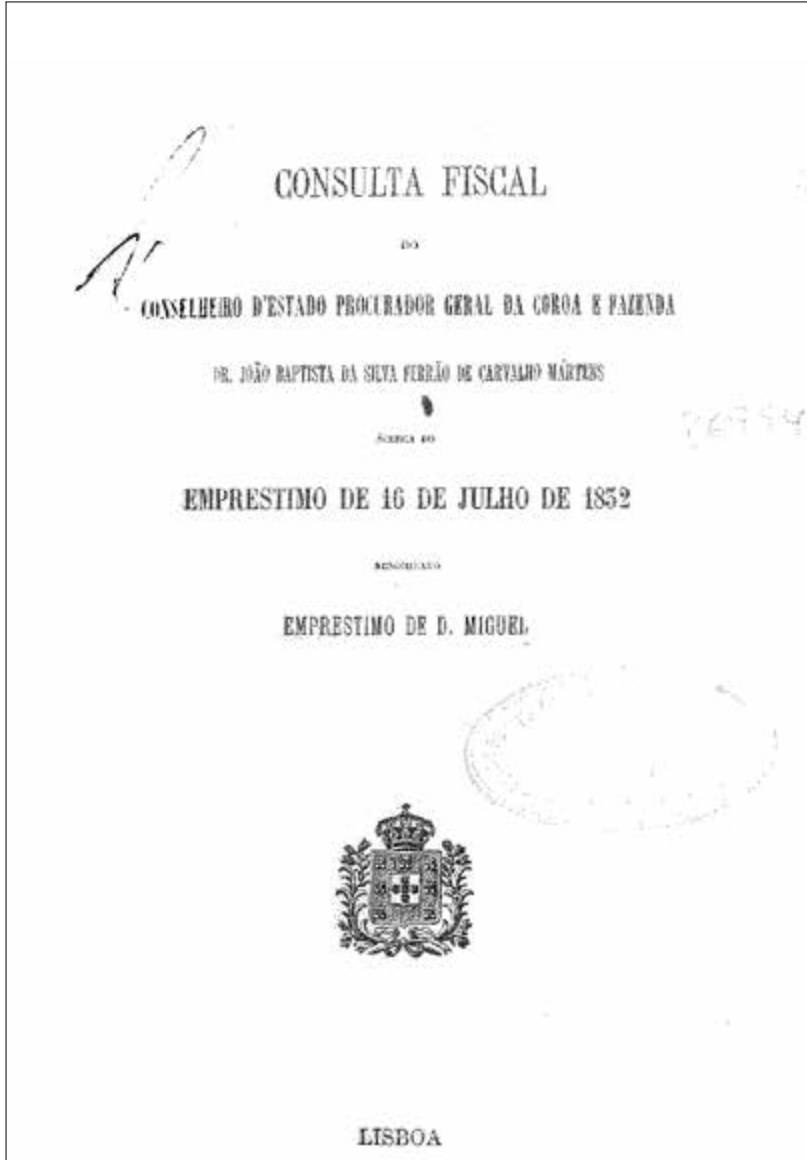 CONSULTA FISCAL
DO
CONSELHEIRO D'ESTADO PROCURADOR GERAL DA COROA E FAZENDA
DR. JOÃO BAPTISTA DA SILVA FERRÃO DE CARVALHO MÁRTENS
ÁCERCA DO
EMPRESTIMO DE 16 DE JULHO DE 1832
DENOMINADO
EMPRESTIMO DE D. MIGUEL
LISBOA